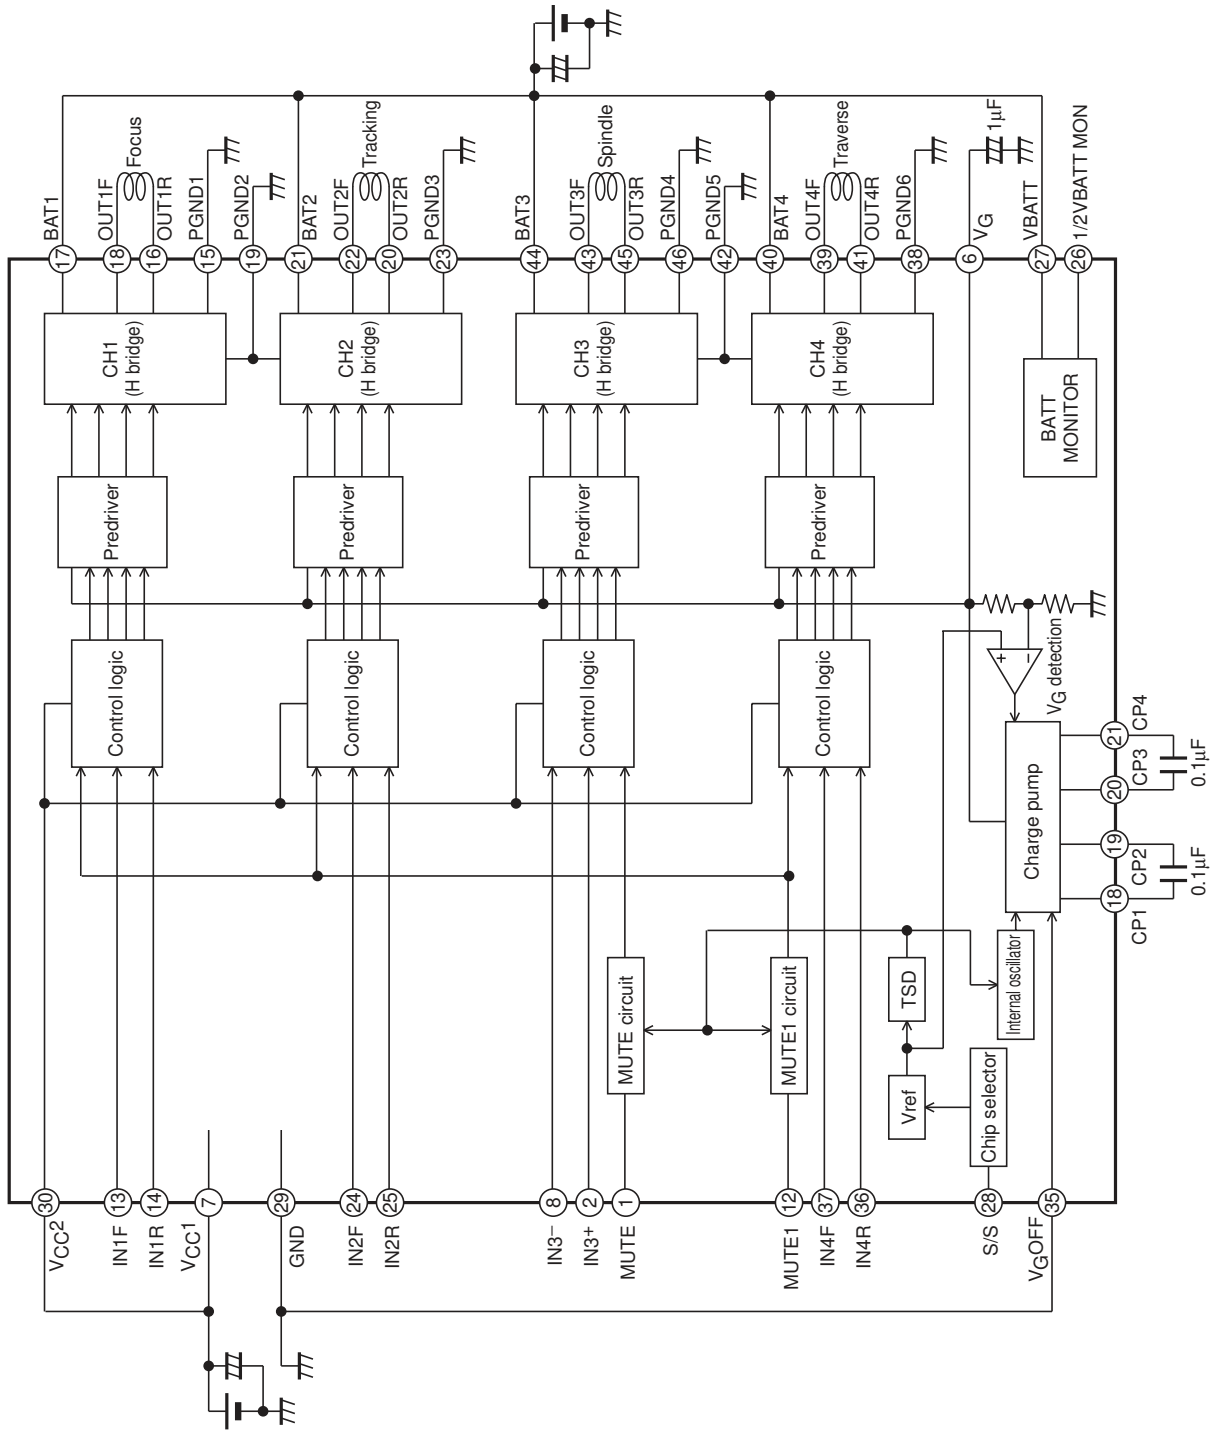 BAT1
OUT1F
OUT1R
PGND1
PGND2
BAT2
OUT2F
OUT2R
PGND3
BAT3
OUT3F
OUT3R
PGND4
PGND5
BAT4
OUT4F
OUT4R
PGND6
VG
VBATT
1/2VBATT MON
Focus
Tracking
Spindle
Traverse
1μF
17
18
16
15
19
21
22
20
23
44
43
45
46
42
40
39
41
38
6
27
26
CH1
(H bridge)
CH2
(H bridge)
CH3
(H bridge)
CH4
(H bridge)
BATT
MONITOR
Predriver
Predriver
Predriver
Predriver
Control logic
Control logic
Control logic
Control logic
+
−
VG detection
Charge pump
21
CP4
20
CP3
19
CP2
18
CP1
0.1μF
0.1μF
MUTE circuit
MUTE1 circuit
TSD
Internal oscillator
Vref
Chip selector
30
13
14
7
29
24
25
8
2
1
12
37
36
28
35
VCC2
IN1F
IN1R
VCC1
GND
IN2F
IN2R
IN3−
IN3+
MUTE
MUTE1
IN4F
IN4R
S/S
VGOFF